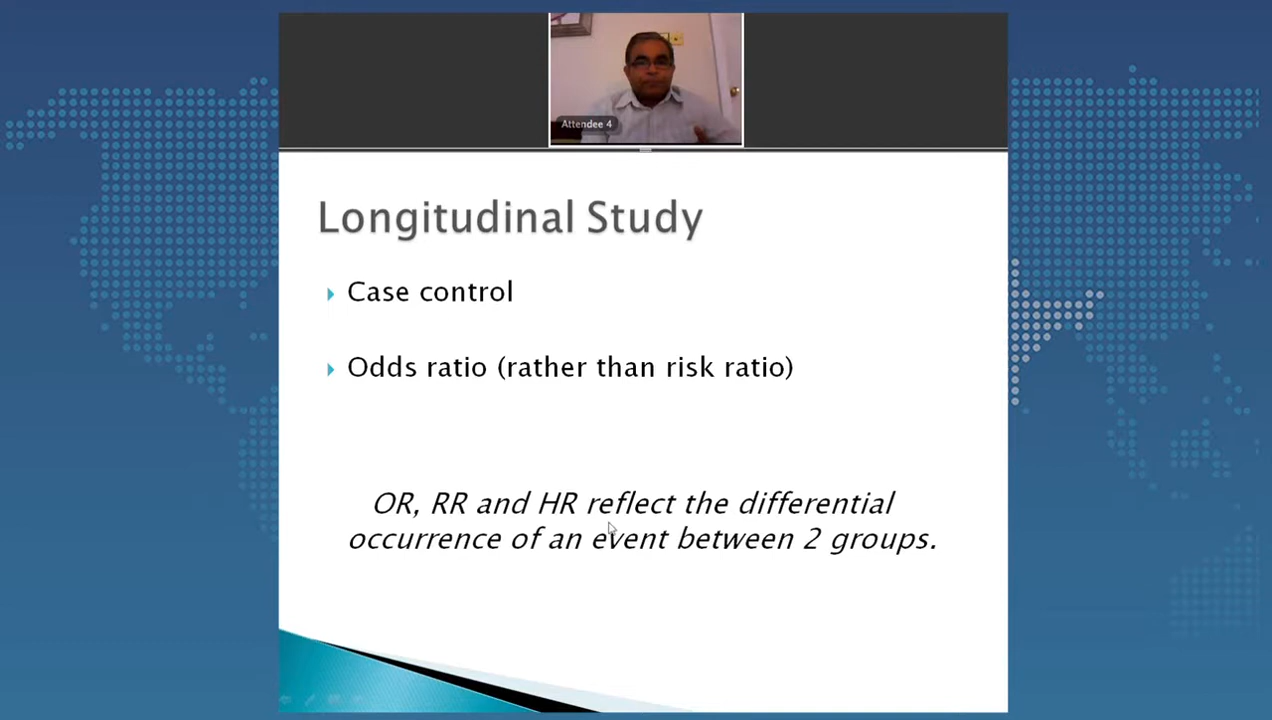 Attendee 4
Longitudinal Study
Case control
Odds ratio (rather than risk ratio)
OR, RR and HR reflect the differential
occurrence of an event between 2 groups.